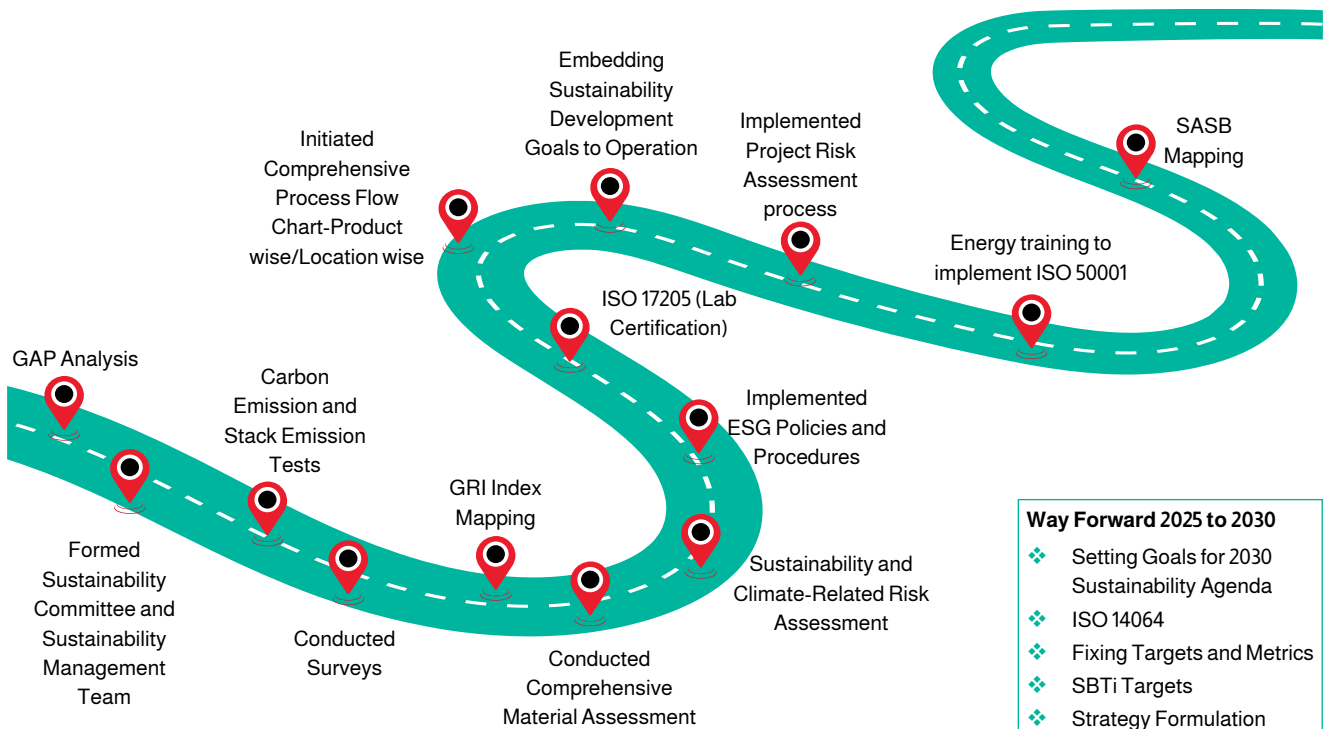 GAP Analysis
Formed
Sustainability
Committee and
Sustainability
Management
Team
Carbon
Emission and
Stack Emission
Tests
Conducted
Surveys
GRI Index
Mapping
Conducted
Comprehensive
Material Assessment
Sustainability and
Climate-Related Risk
Assessment
Implemented
ESG Policies and
Procedures
ISO 17205 (Lab
Certification)
Initiated
Comprehensive
Process Flow
Chart-Product
wise/Location wise
Embedding
Sustainability
Development
Goals to Operation
Implemented
Project Risk
Assessment
process
Energy training to
implement ISO 50001
SASB
Mapping
Way Forward 2025 to 2030
Setting Goals for 2030
Sustainability Agenda
ISO 14064
Fixing Targets and Metrics
SBTi Targets
Strategy Formulation